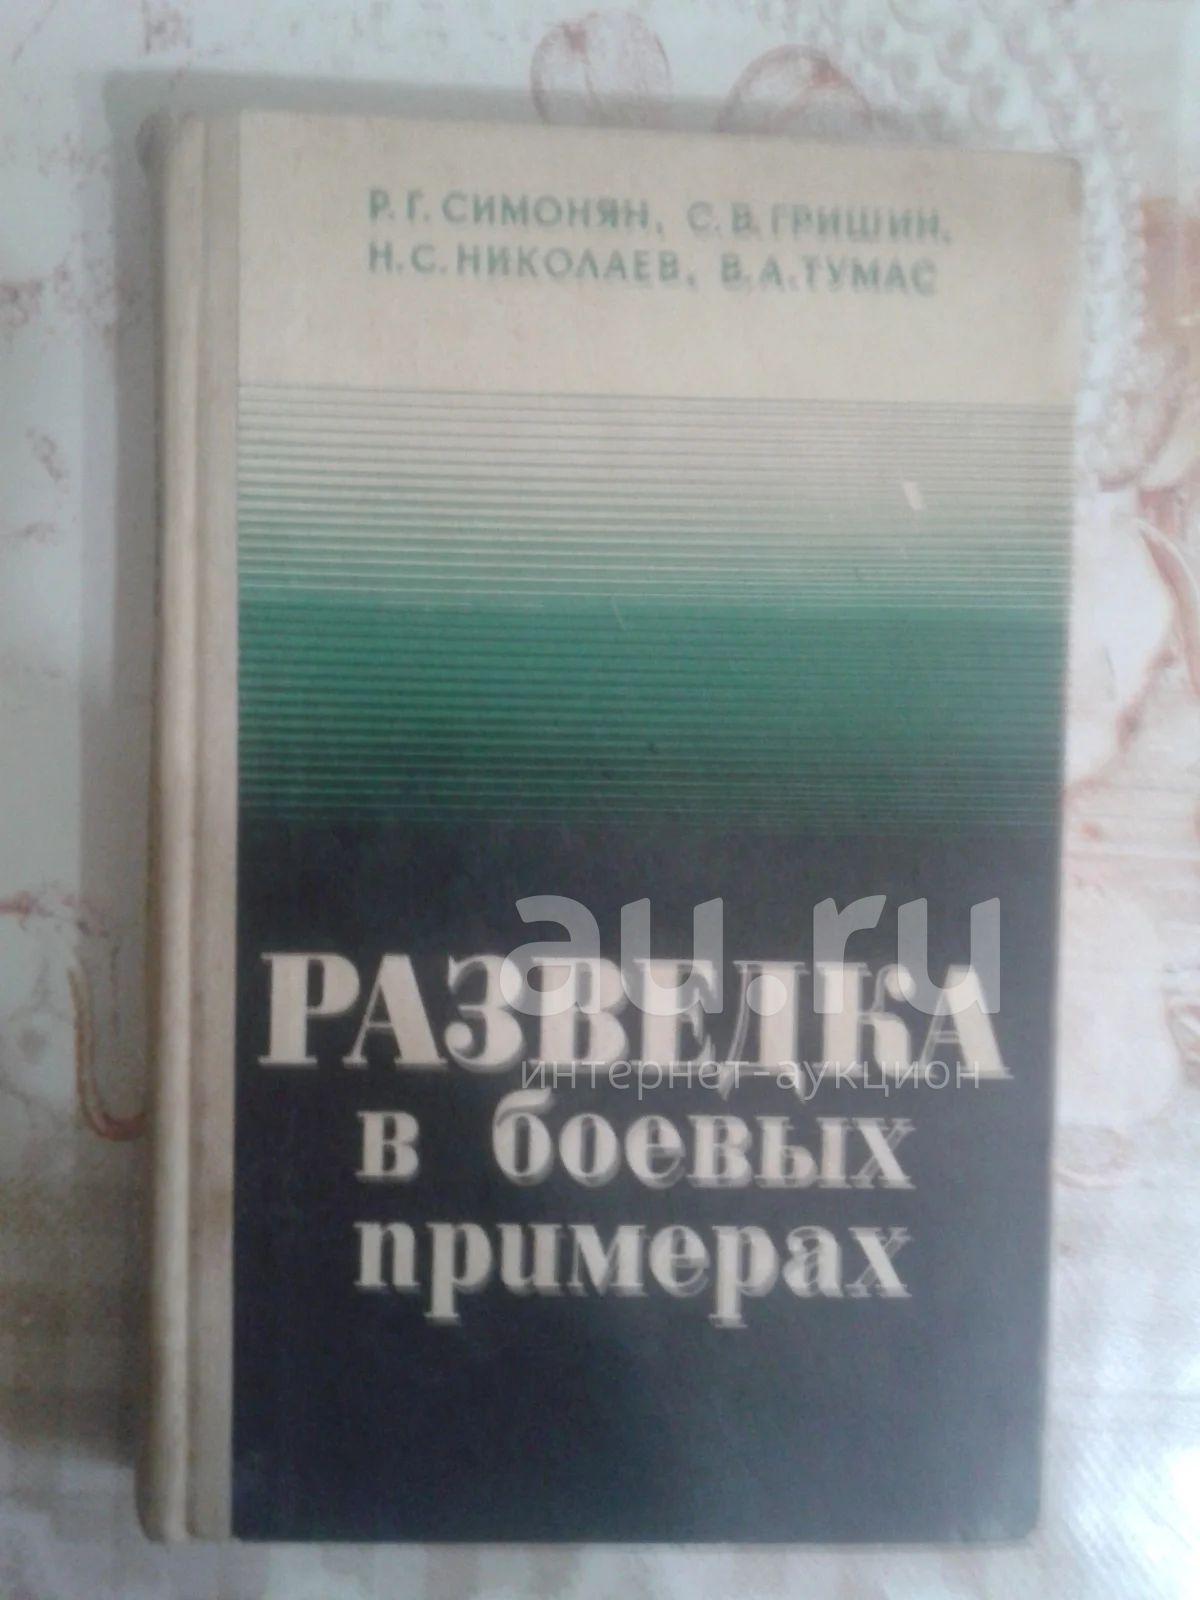 Р. Г. СИМОНЯН, С. В. ГРИШИН,
Н. С. НИКОЛАЕВ, В. А. ТУМАС
au.ru
РАЗВЕДКА
интернет-аукцион
в боевых
примерах